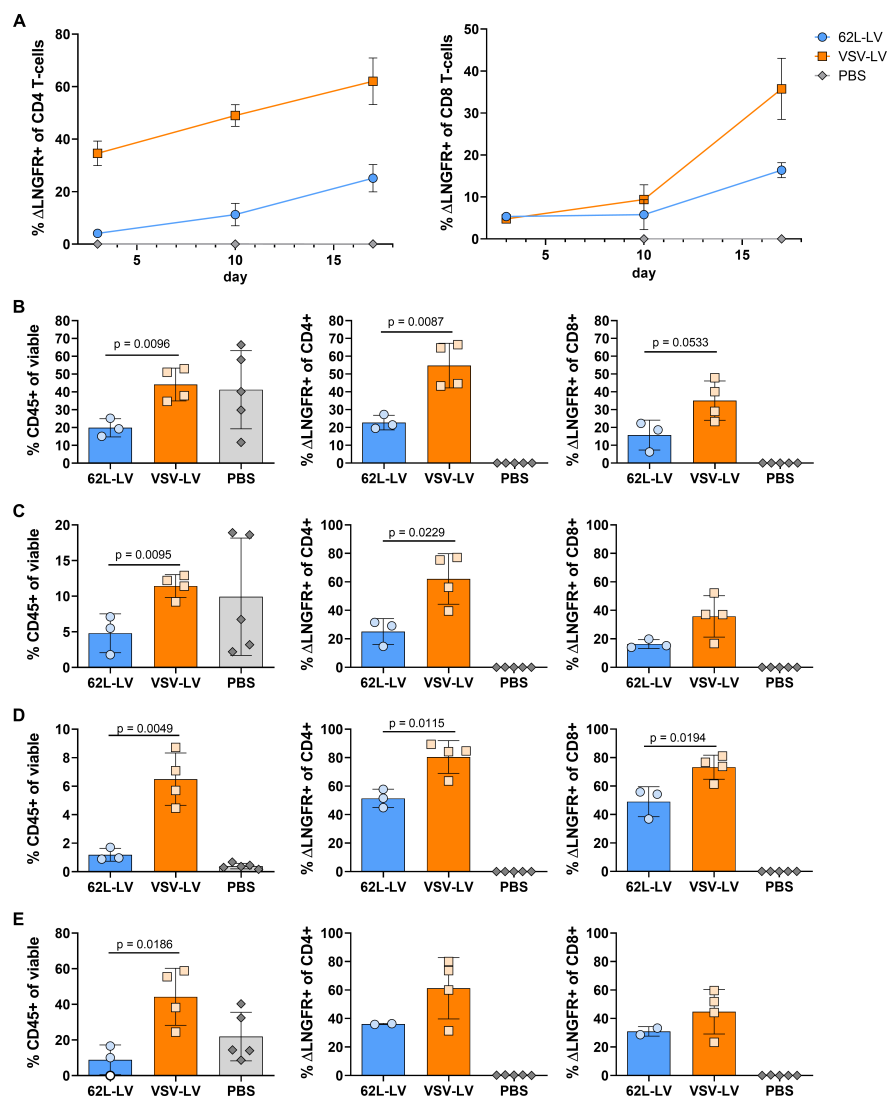 A
% ΔLNGFR+ of CD4 T-cells
80
60
40
20
0
5
10
15
day
% ΔLNGFR+ of CD8 T-cells
50
40
30
20
10
0
5
10
15
day
62L-LV
VSV-LV
PBS
B
% CD45+ of viable
80
70
60
50
40
30
20
10
0
p = 0.0096
62L-LV VSV-LV PBS
% ΔLNGFR+ of CD4+
80
70
60
50
40
30
20
10
0
p = 0.0087
62L-LV VSV-LV PBS
% ΔLNGFR+ of CD8+
80
70
60
50
40
30
20
10
0
p = 0.0533
62L-LV VSV-LV PBS
C
% CD45+ of viable
20
15
10
5
0
p = 0.0095
62L-LV VSV-LV PBS
% ΔLNGFR+ of CD4+
100
80
60
40
20
0
p = 0.0229
62L-LV VSV-LV PBS
% ΔLNGFR+ of CD8+
100
80
60
40
20
0
62L-LV VSV-LV PBS
D
% CD45+ of viable
10
8
6
4
2
0
p = 0.0049
62L-LV VSV-LV PBS
% ΔLNGFR+ of CD4+
100
80
60
40
20
0
p = 0.0115
62L-LV VSV-LV PBS
% ΔLNGFR+ of CD8+
100
80
60
40
20
0
p = 0.0194
62L-LV VSV-LV PBS
E
% CD45+ of viable
80
60
40
20
0
p = 0.0186
62L-LV VSV-LV PBS
% ΔLNGFR+ of CD4+
100
80
60
40
20
0
62L-LV VSV-LV PBS
% ΔLNGFR+ of CD8+
100
80
60
40
20
0
62L-LV VSV-LV PBS